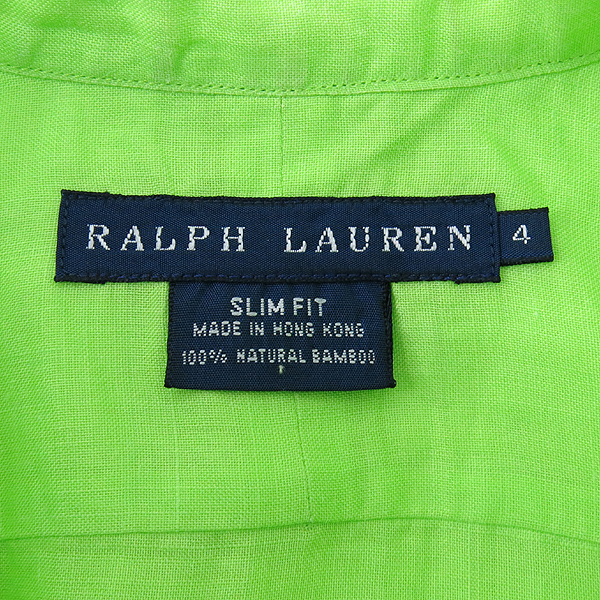 RALPH LAUREN 4
SLIM FIT
MADE IN HONG KONG
100% NATURAL BAMBOO